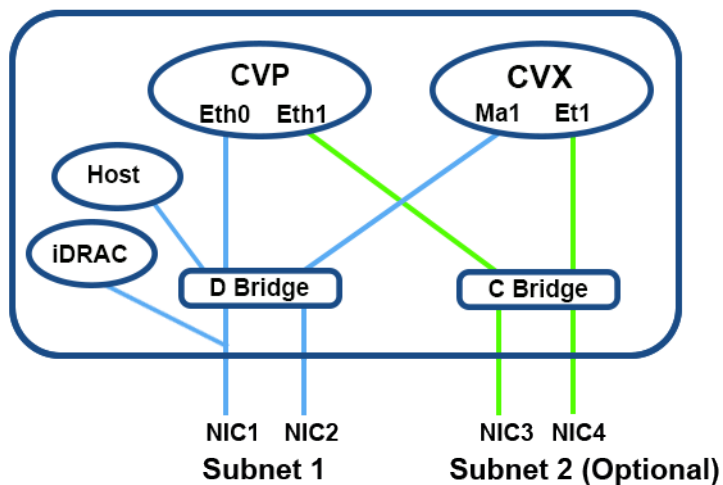 CVP CVX
Eth0 Eth1 Ma1 Et1
Host
iDRAC
D Bridge C Bridge
NIC1 NIC2 NIC3 NIC4
Subnet 1 Subnet 2 (Optional)